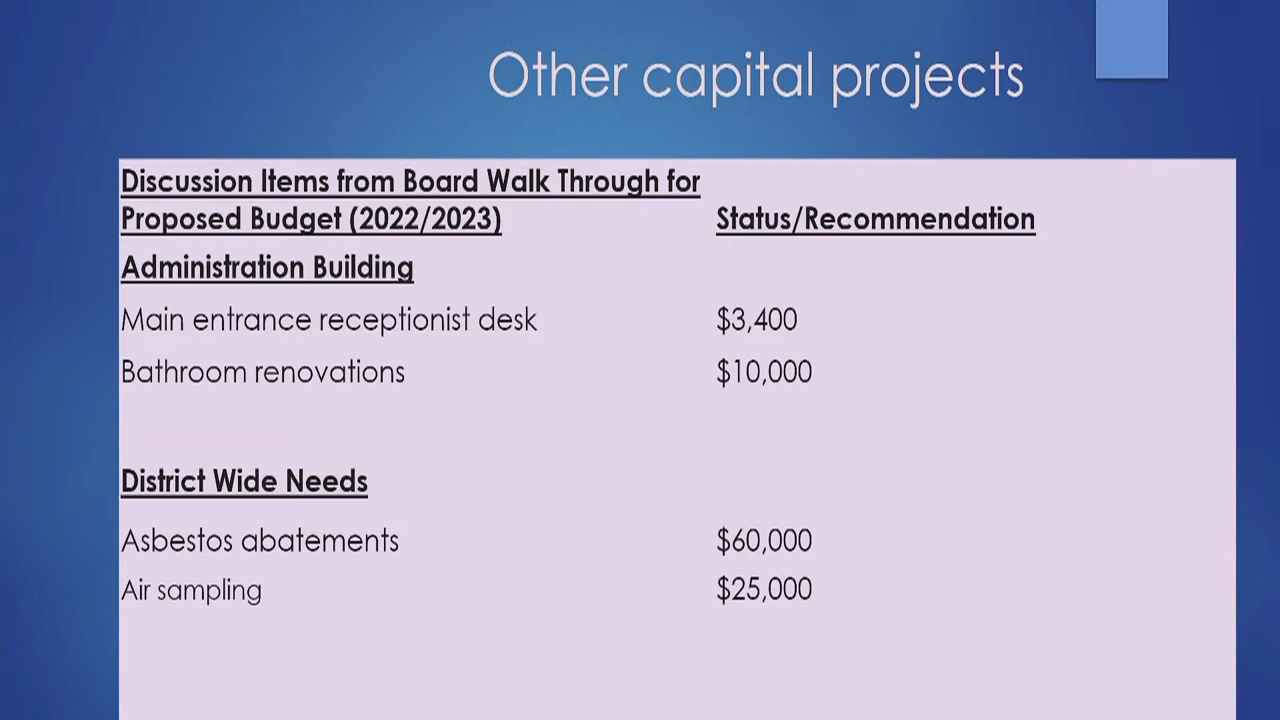 Other capital projects
Discussion Items from Board Walk Through for
Proposed Budget (2022/2023) Status/Recommendation
Administration Building
Main entrance receptionist desk $3,400
Bathroom renovations $10,000
District Wide Needs
Asbestos abatements $60,000
Air sampling $25,000